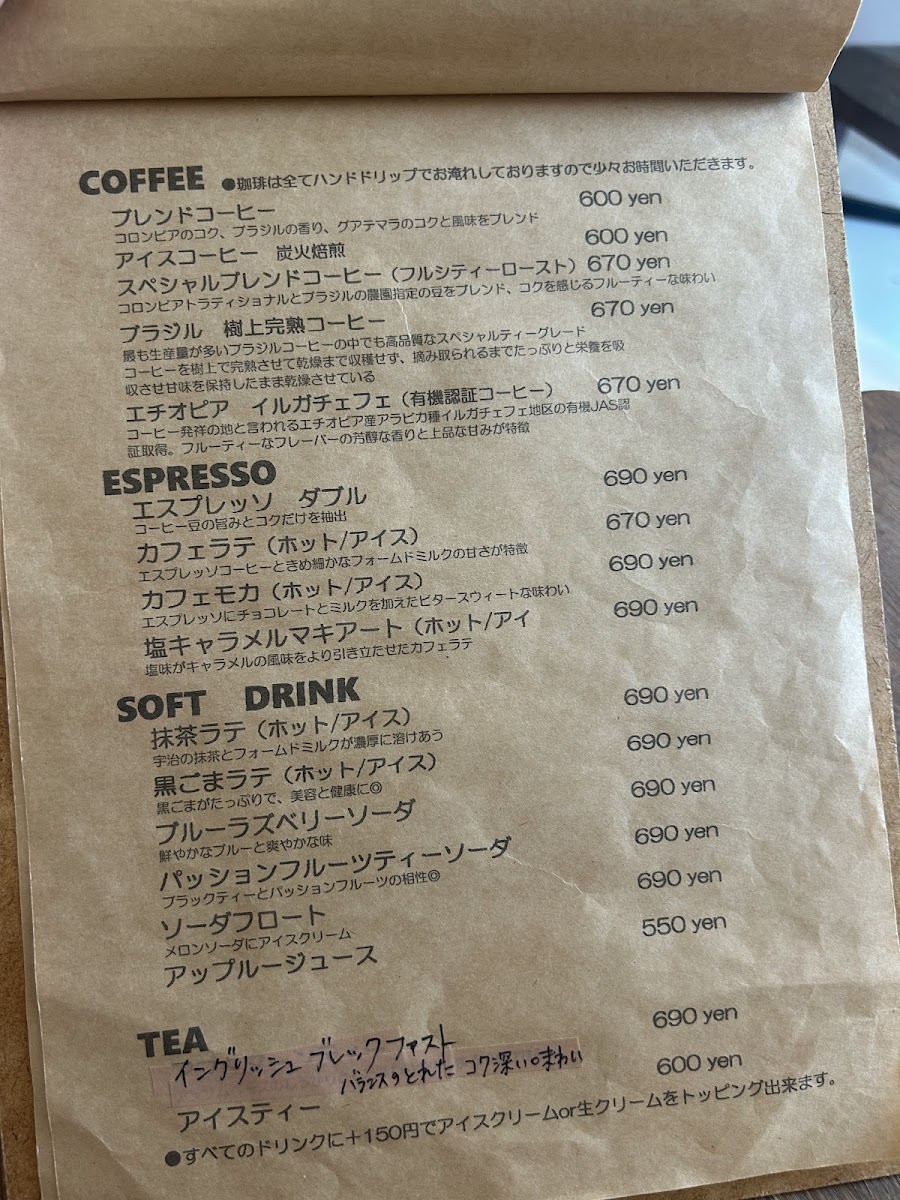 COFFEE ●珈琲は全てハンドドリップでお淹れしておりますので少々お時間いただきます。
ブレンドコーヒー 600 yen
コロンビアのコク、ブラジルの香り、グアテマラのコクと風味をブレンド
アイスコーヒー 炭火焙煎 600 yen
スペシャルブレンドコーヒー（フルシティーロースト） 670 yen
コロンビアトラディショナルとブラジルの農園指定の豆をブレンド、コクを感じるフルーティーな味わい
ブラジル 樹上完熟コーヒー 670 yen
最も生産量が多いブラジルコーヒーの中でも高品質なスペシャルティーグレード
コーヒーを樹上で完熟させて乾燥まで収穫せず、摘み取られるまでたっぷりと栄養を吸
収させ甘味を保持したまま乾燥させている
エチオピア イルガチェフェ（有機認証コーヒー） 670 yen
コーヒー発祥の地と言われるエチオピア産アラビカ種イルガチェフェ地区の有機JAS認
証取得。フルーティーなフレーバーの芳醇な香りと上品な甘みが特徴
ESPRESSO
エスプレッソ ダブル 690 yen
コーヒー豆の旨みとコクだけを抽出
カフェラテ（ホット/アイス） 670 yen
エスプレッソコーヒーときめ細かなフォームドミルクの甘さが特徴
カフェモカ（ホット/アイス） 690 yen
エスプレッソにチョコレートとミルクを加えたビタースウィートな味わい
塩キャラメルマキアート（ホット/アイ 690 yen
塩味がキャラメルの風味をより引き立たせたカフェラテ
SOFT DRINK
抹茶ラテ（ホット/アイス） 690 yen
宇治の抹茶とフォームドミルクが濃厚に溶けあう
黒ごまラテ（ホット/アイス） 690 yen
黒ごまがたっぷりで、美容と健康に◎
ブルーラズベリーソーダ 690 yen
鮮やかなブルーと爽やかな味
パッションフルーツティーソーダ 690 yen
ブラックティーとパッションフルーツの相性◎
ソーダフロート 690 yen
メロンソーダにアイスクリーム
アップルージュース 550 yen
TEA
イングリッシュブレックファスト 690 yen
バランスのとれた コク深い味わい
アイスティー 600 yen
●すべてのドリンクに＋150円でアイスクリームor生クリームをトッピング出来ます。